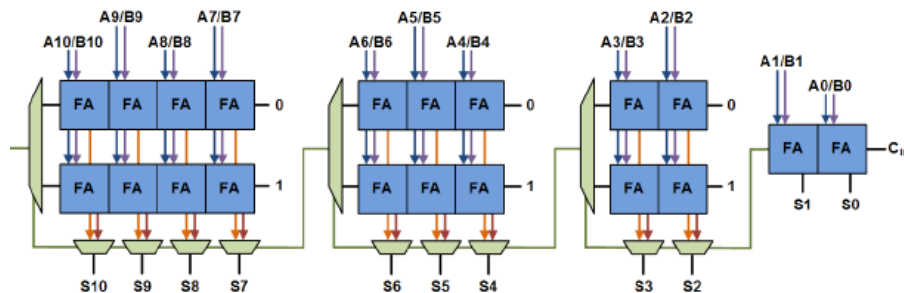 A9/B9 A7/B7 A5/B5 A2/B2
A10/B10 A8/B8 A6/B6 A4/B4 A3/B3 A1/B1
A0/B0
FA FA FA FA 0 FA FA FA 0 FA FA 0
FA FA C
FA FA FA FA 1 FA FA FA 1 FA FA 1
S1 S0
S10 S9 S8 S7 S6 S5 S4 S3 S2